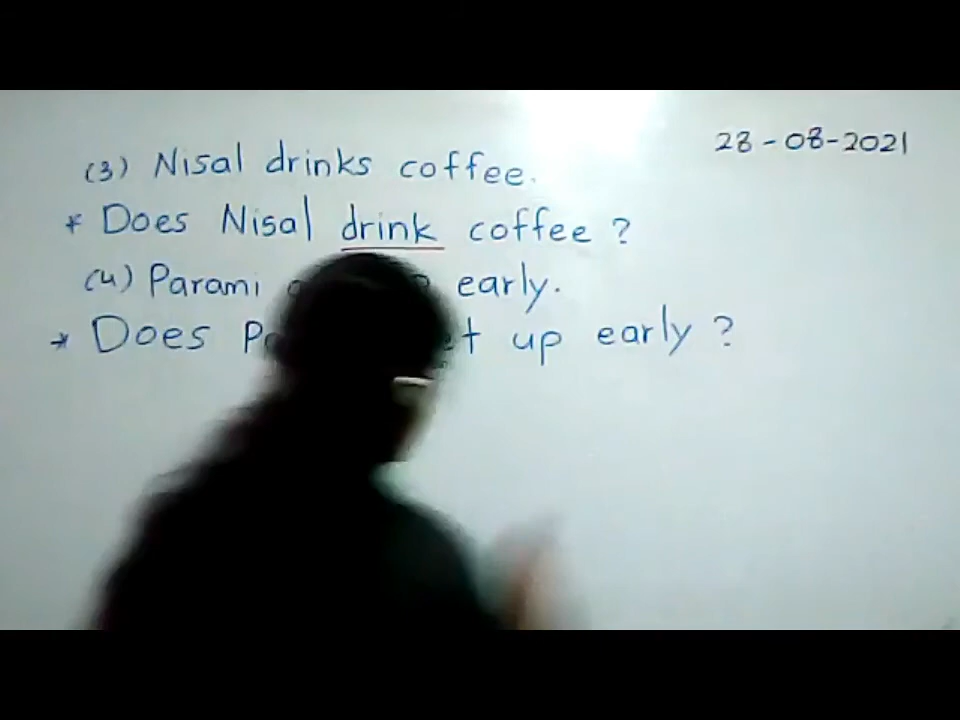 28-08-2021
(3) Nisal drinks coffee.
* Does Nisal drink coffee ?
(4) Parami early.
* Does up early ?